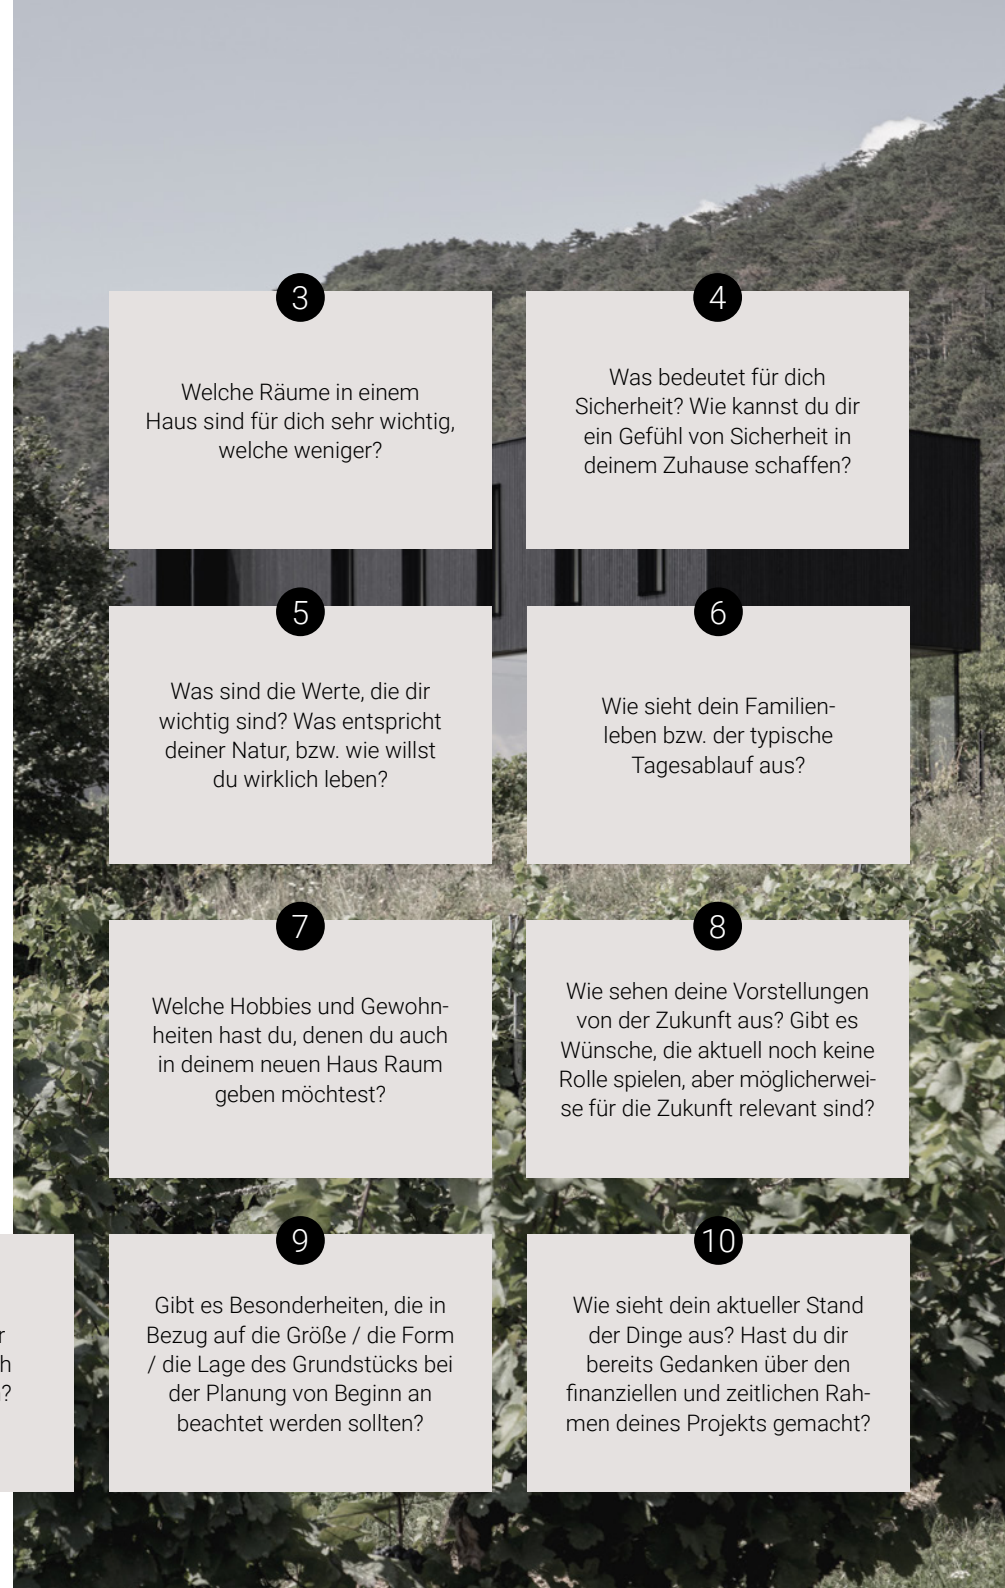 3
Welche Räume in einem
Haus sind für dich sehr wichtig,
welche weniger?
4
Was bedeutet für dich
Sicherheit? Wie kannst du dir
ein Gefühl von Sicherheit in
deinem Zuhause schaffen?
5
Was sind die Werte, die dir
wichtig sind? Was entspricht
deiner Natur, bzw. wie willst
du wirklich leben?
6
Wie sieht dein Familien-
leben bzw. der typische
Tagesablauf aus?
7
Welche Hobbies und Gewohn-
heiten hast du, denen du auch
in deinem neuen Haus Raum
geben möchtest?
8
Wie sehen deine Vorstellungen
von der Zukunft aus? Gibt es
Wünsche, die aktuell noch keine
Rolle spielen, aber möglicherwei-
se für die Zukunft relevant sind?
9
Gibt es Besonderheiten, die in
Bezug auf die Größe / die Form
/ die Lage des Grundstücks bei
der Planung von Beginn an
beachtet werden sollten?
10
Wie sieht dein aktueller Stand
der Dinge aus? Hast du dir
bereits Gedanken über den
finanziellen und zeitlichen Rah-
men deines Projekts gemacht?